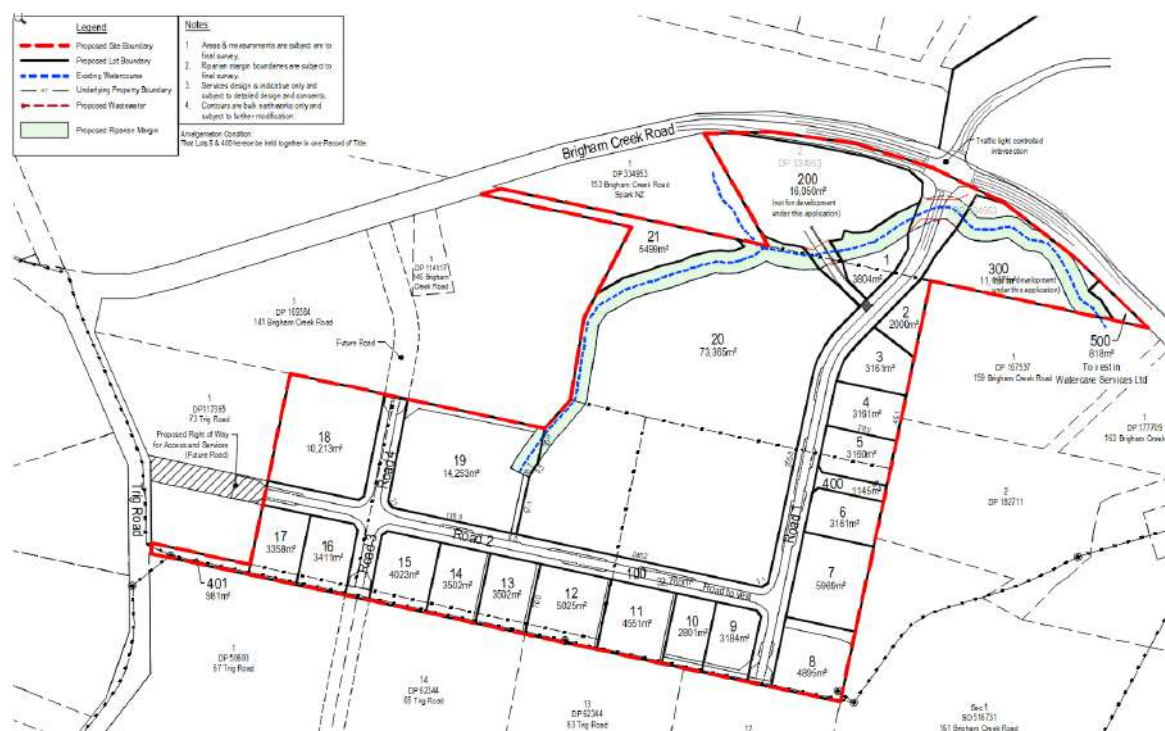 Legend
Proposed Site Boundary
Proposed Lot Boundary
Existing Watercourse
Underlying Property Boundary
Proposed Wastewater
Proposed Riparian Margin
Notes:
1. Areas & measurements are subject are to
final survey.
2. Riparian margin boundaries are subject to
final survey.
3. Services design is indicative only and
subject to detailed design and consents.
4. Contours are bulk earthworks only and
subject to further modification.
Amalgamation Condition:
That Lots 5 & 400 hereon be held together in one Record of Title.
Brigham Creek Road
Traffic light controlled
intersection
1
DP 334953
153 Brigham Creek Road
Spark NZ
2
DP 334953
200
16,050m²
(not for development
under this application)
DP 334953
21
6499m²
1
3804m²
300
development
under this application)
2
2000m²
500
818m²
To vest in
Watercare Services Ltd
1
DP 114917
145 Brigham
Creek Road
1
DP 169384
141 Brigham Creek Road
Future Road
20
73,365m²
3
3161m²
1
DP 167537
159 Brigham Creek Road
4
3161m²
5
3160m²
400
1145m²
6
3161m²
7
5969m²
8
4895m²
1
DP 177709
163 Brigham Creek
2
DP 182711
1
DP117365
73 Trig Road
Proposed Right of Way
for Access and Services
(Future Road)
18
10,213m²
19
14,263m²
Road 4
Trig Road
Road 2
Road 1
Road 3
100
Road to vest
17
3358m²
16
3411m²
15
4023m²
14
3502m²
13
3502m²
12
5025m²
11
4551m²
10
2801m²
9
3184m²
401
981m²
1
DP 50603
67 Trig Road
14
DP 62344
65 Trig Road
13
DP 62344
63 Trig Road
12
Sec 1
SO 516731
161 Brigham Creek Road